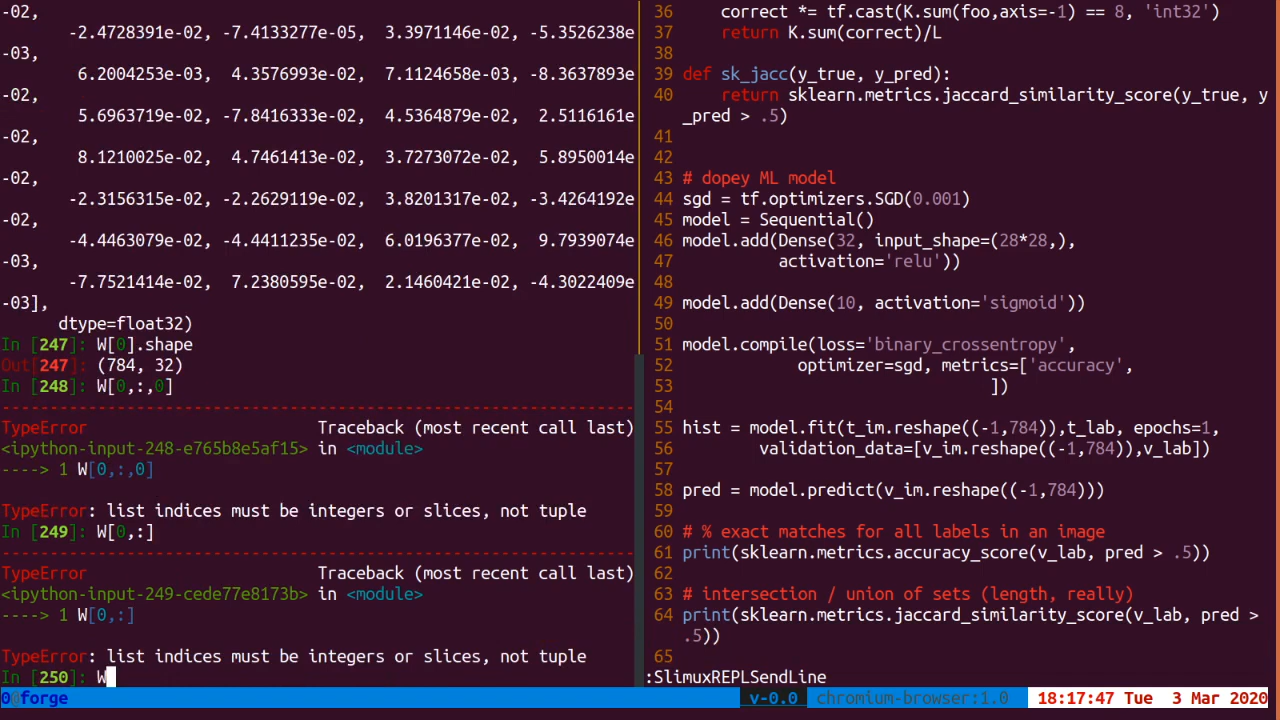 -02,
-2.4728391e-02, -7.4133277e-05, 3.3971146e-02, -5.3526238e
-03,
6.2004253e-03, 4.3576993e-02, 7.1124658e-03, -8.3637893e
-02,
5.6963719e-02, -7.8416333e-02, 4.5364879e-02, 2.5116161e
-02,
8.1210025e-02, 4.7461413e-02, 3.7273072e-02, 5.8950014e
-02,
-2.3156315e-02, -2.2629119e-02, 3.8201317e-02, -3.4264192e
-02,
-4.4463079e-02, -4.4411235e-02, 6.0196377e-02, 9.7939074e
-03,
-7.7521414e-02, 7.2380595e-02, 2.1460421e-02, -4.3022409e
-03],
dtype=float32)
In [247]: W[0].shape
Out[247]: (784, 32)
In [248]: W[0,:,0]
---------------------------------------------------------------------------
TypeError Traceback (most recent call last)
<ipython-input-248-e765b8e5af15> in <module>
----> 1 W[0,:,0]
TypeError: list indices must be integers or slices, not tuple
In [249]: W[0,:]
---------------------------------------------------------------------------
TypeError Traceback (most recent call last)
<ipython-input-249-cede77e8173b> in <module>
----> 1 W[0,:]
TypeError: list indices must be integers or slices, not tuple
In [250]: W
36 correct *= tf.cast(K.sum(foo,axis=-1) == 8, 'int32')
37 return K.sum(correct)/L
38
39 def sk_jacc(y_true, y_pred):
40 return sklearn.metrics.jaccard_similarity_score(y_true, y
_pred > .5)
41
42
43 # dopey ML model
44 sgd = tf.optimizers.SGD(0.001)
45 model = Sequential()
46 model.add(Dense(32, input_shape=(28*28,),
47 activation='relu'))
48
49 model.add(Dense(10, activation='sigmoid'))
50
51 model.compile(loss='binary_crossentropy',
52 optimizer=sgd, metrics=['accuracy',
53 ])
54
55 hist = model.fit(t_im.reshape((-1,784)),t_lab, epochs=1,
56 validation_data=[v_im.reshape((-1,784)),v_lab])
57
58 pred = model.predict(v_im.reshape((-1,784)))
59
60 # % exact matches for all labels in an image
61 print(sklearn.metrics.accuracy_score(v_lab, pred > .5))
62
63 # intersection / union of sets (length, really)
64 print(sklearn.metrics.jaccard_similarity_score(v_lab, pred >
.5))
65
:SlimuxREPLSendLine
0@forge v-0.0 chromium-browser:1.0 18:17:47 Tue 3 Mar 2020